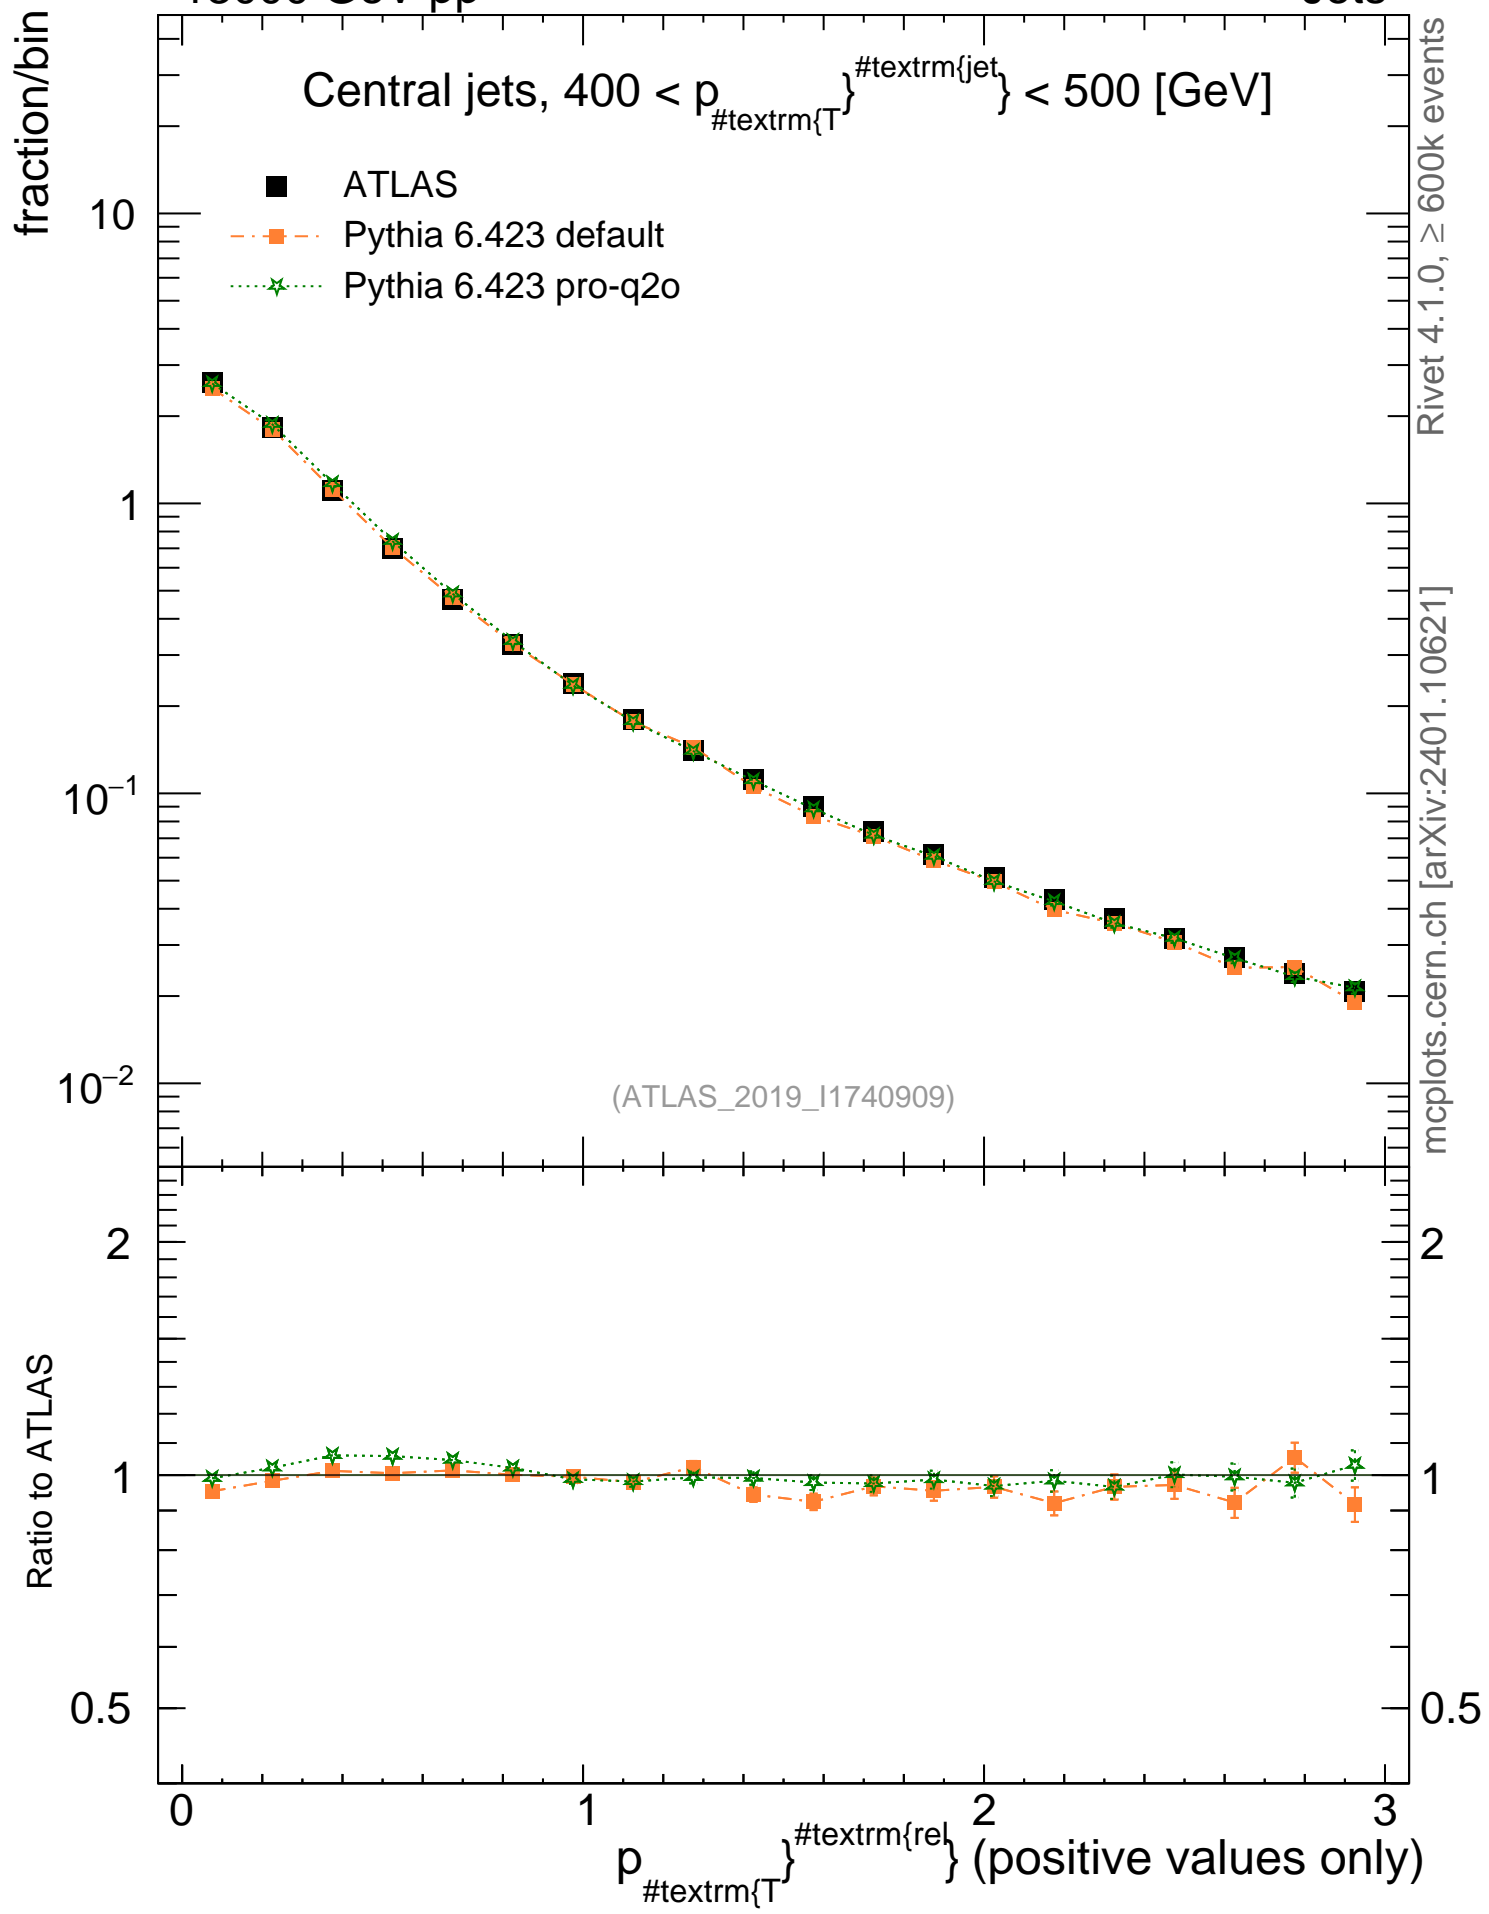 fraction/bin
Central jets, 400 < p_#textrm{T}^#textrm{jet}} < 500 [GeV]
ATLAS
Pythia 6.423 default
Pythia 6.423 pro-q2o
10
1
10⁻¹
10⁻²
(ATLAS_2019_I1740909)
Rivet 4.1.0, ≥ 600k events
mcplots.cern.ch [arXiv:2401.10621]
Ratio to ATLAS
2
1
0.5
2
1
0.5
0 1 2 3
p_#textrm{T}^#textrm{rel}} (positive values only)